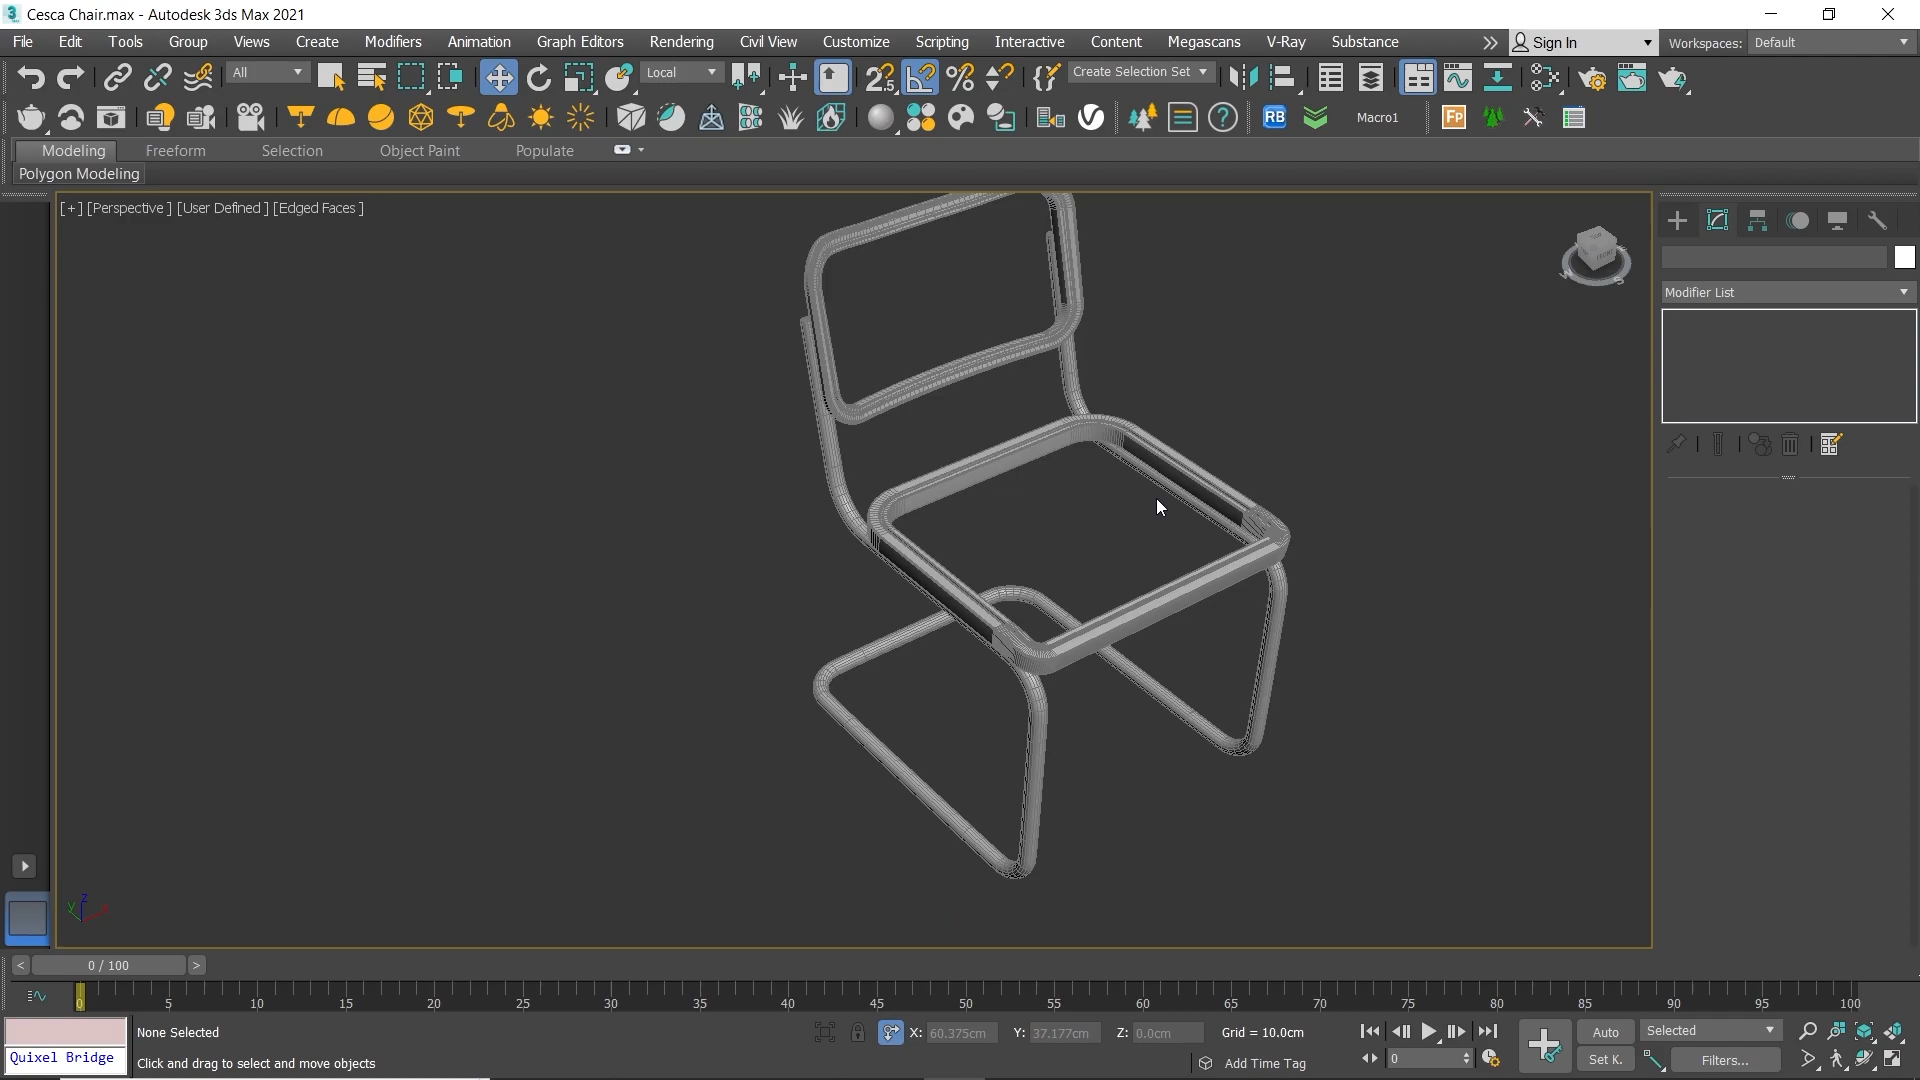 Cesca Chair.max - Autodesk 3ds Max 2021
File Edit Tools Group Views Create Modifiers Animation Graph Editors Rendering Civil View Customize Scripting Interactive Content Megascans V-Ray Substance
Sign In
Workspaces: Default
All
Local
Create Selection Set
RB
Macro1
Fp
Modeling Freeform Selection Object Paint Populate
Polygon Modeling
[+] [Perspective ] [User Defined ] [Edged Faces ]
Modifier List
0 / 100
0 5 10 15 20 25 30 35 40 45 50 55 60 65 70 75 80 85 90 95 100
None Selected
X: 60.375cm Y: 37.177cm Z: 0.0cm Grid = 10.0cm
Auto Selected
Quixel Bridge
Click and drag to select and move objects
Add Time Tag
0
Set K. Filters...